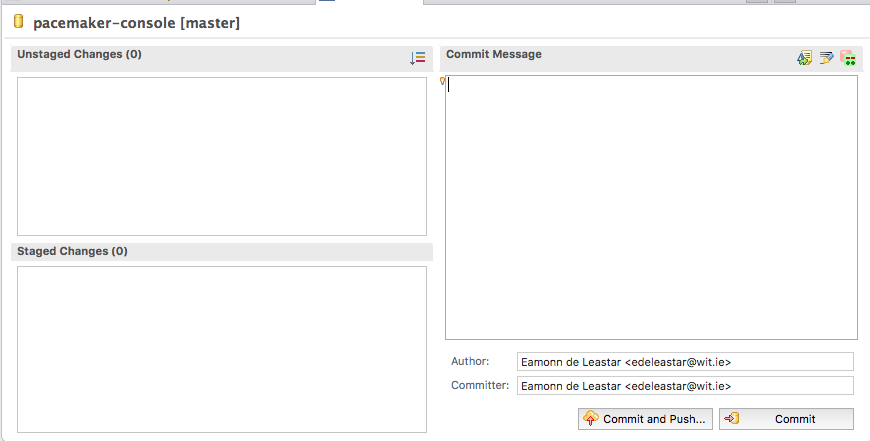 pacemaker-console [master]
Unstaged Changes (0)
Commit Message
Staged Changes (0)
Author: Eamonn de Leastar <edeleastar@wit.ie>
Committer: Eamonn de Leastar <edeleastar@wit.ie>
Commit and Push... Commit